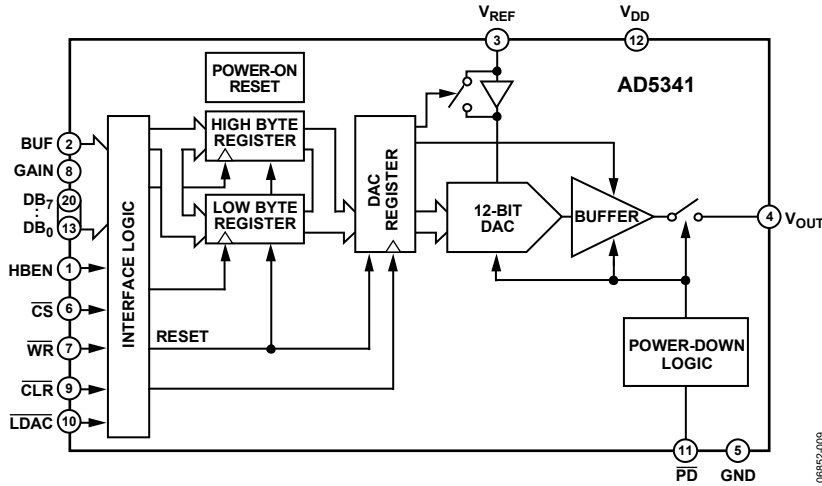 VREF
VDD
3
12
AD5341
POWER-ON
RESET
BUF 2
GAIN 8
DB7 20
:
DB0 13
HBEN 1
CS 6
WR 7
CLR 9
LDAC 10
INTERFACE LOGIC
HIGH BYTE
REGISTER
LOW BYTE
REGISTER
RESET
DAC
REGISTER
12-BIT
DAC
BUFFER
4 VOUT
POWER-DOWN
LOGIC
11
5
PD
GND
06852-009